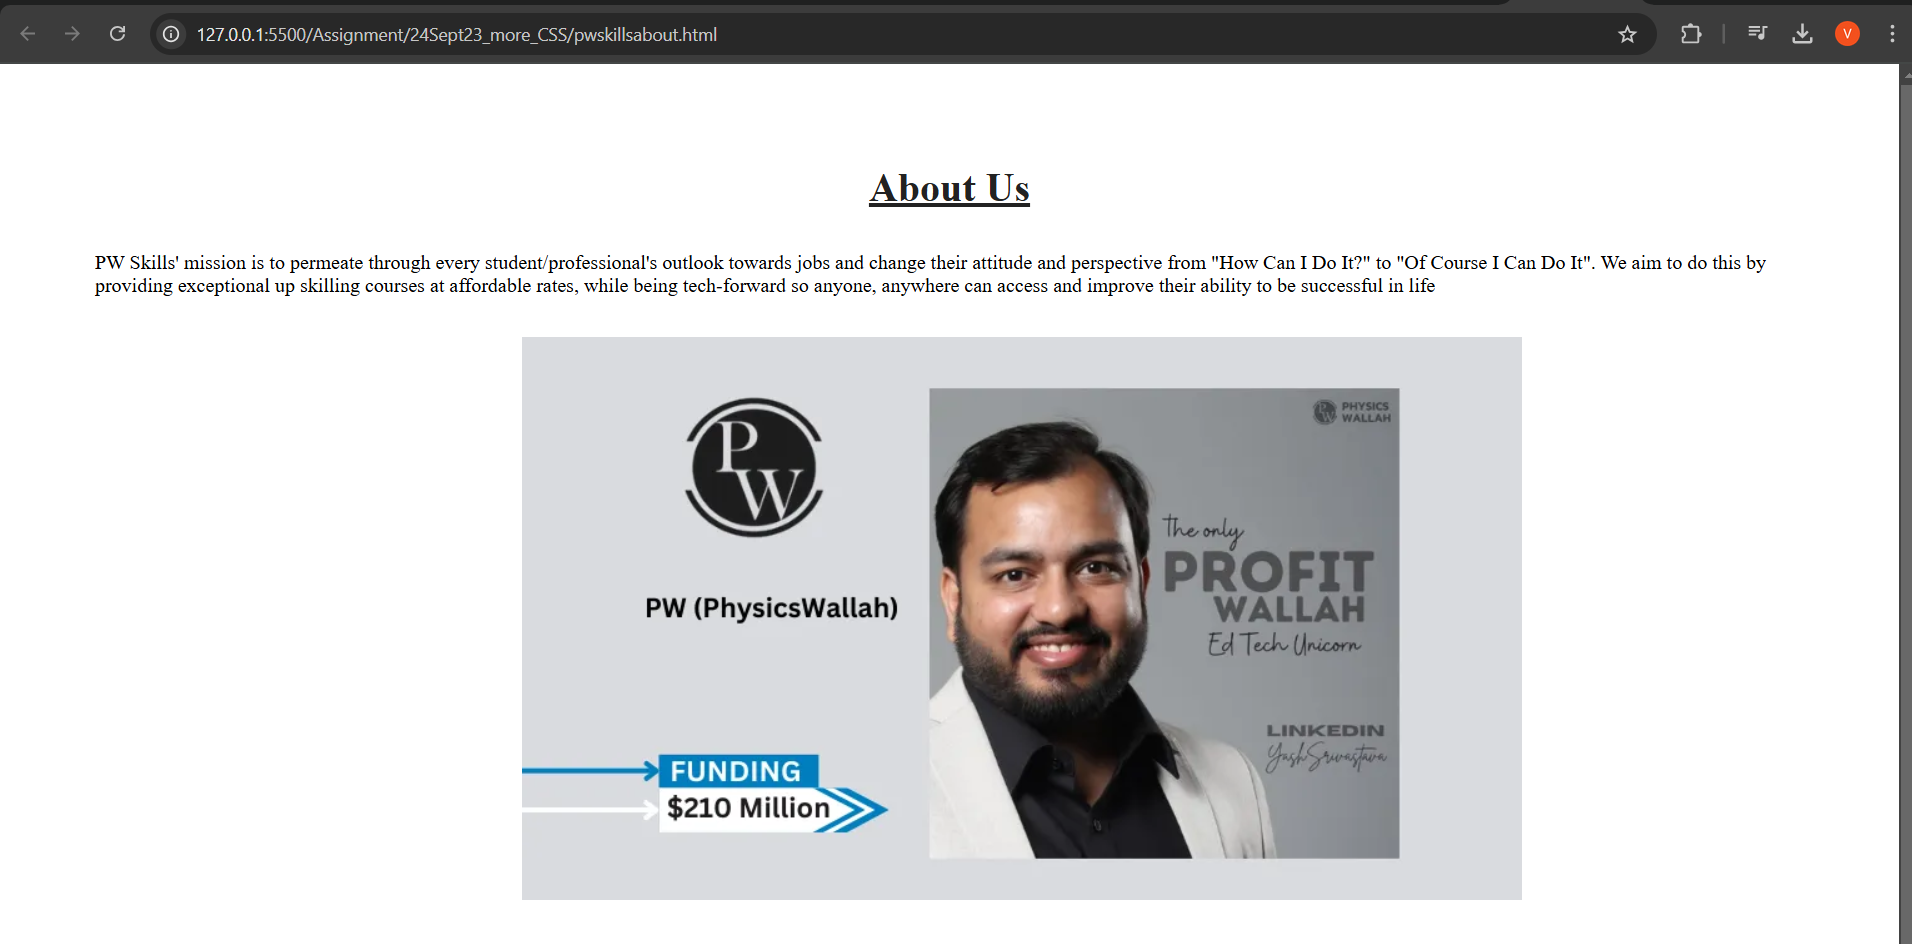 127.0.0.1:5500/Assignment/24Sept23_more_CSS/pwskillsabout.html
V
About Us
PW Skills' mission is to permeate through every student/professional's outlook towards jobs and change their attitude and perspective from "How Can I Do It?" to "Of Course I Can Do It". We aim to do this by
providing exceptional up skilling courses at affordable rates, while being tech-forward so anyone, anywhere can access and improve their ability to be successful in life
PW
PW (PhysicsWallah)
FUNDING
$210 Million
PW PHYSICS
WALLAH
the only
PROFIT
WALLAH
Ed Tech Unicorn
LINKEDIN
Yash Srivastava